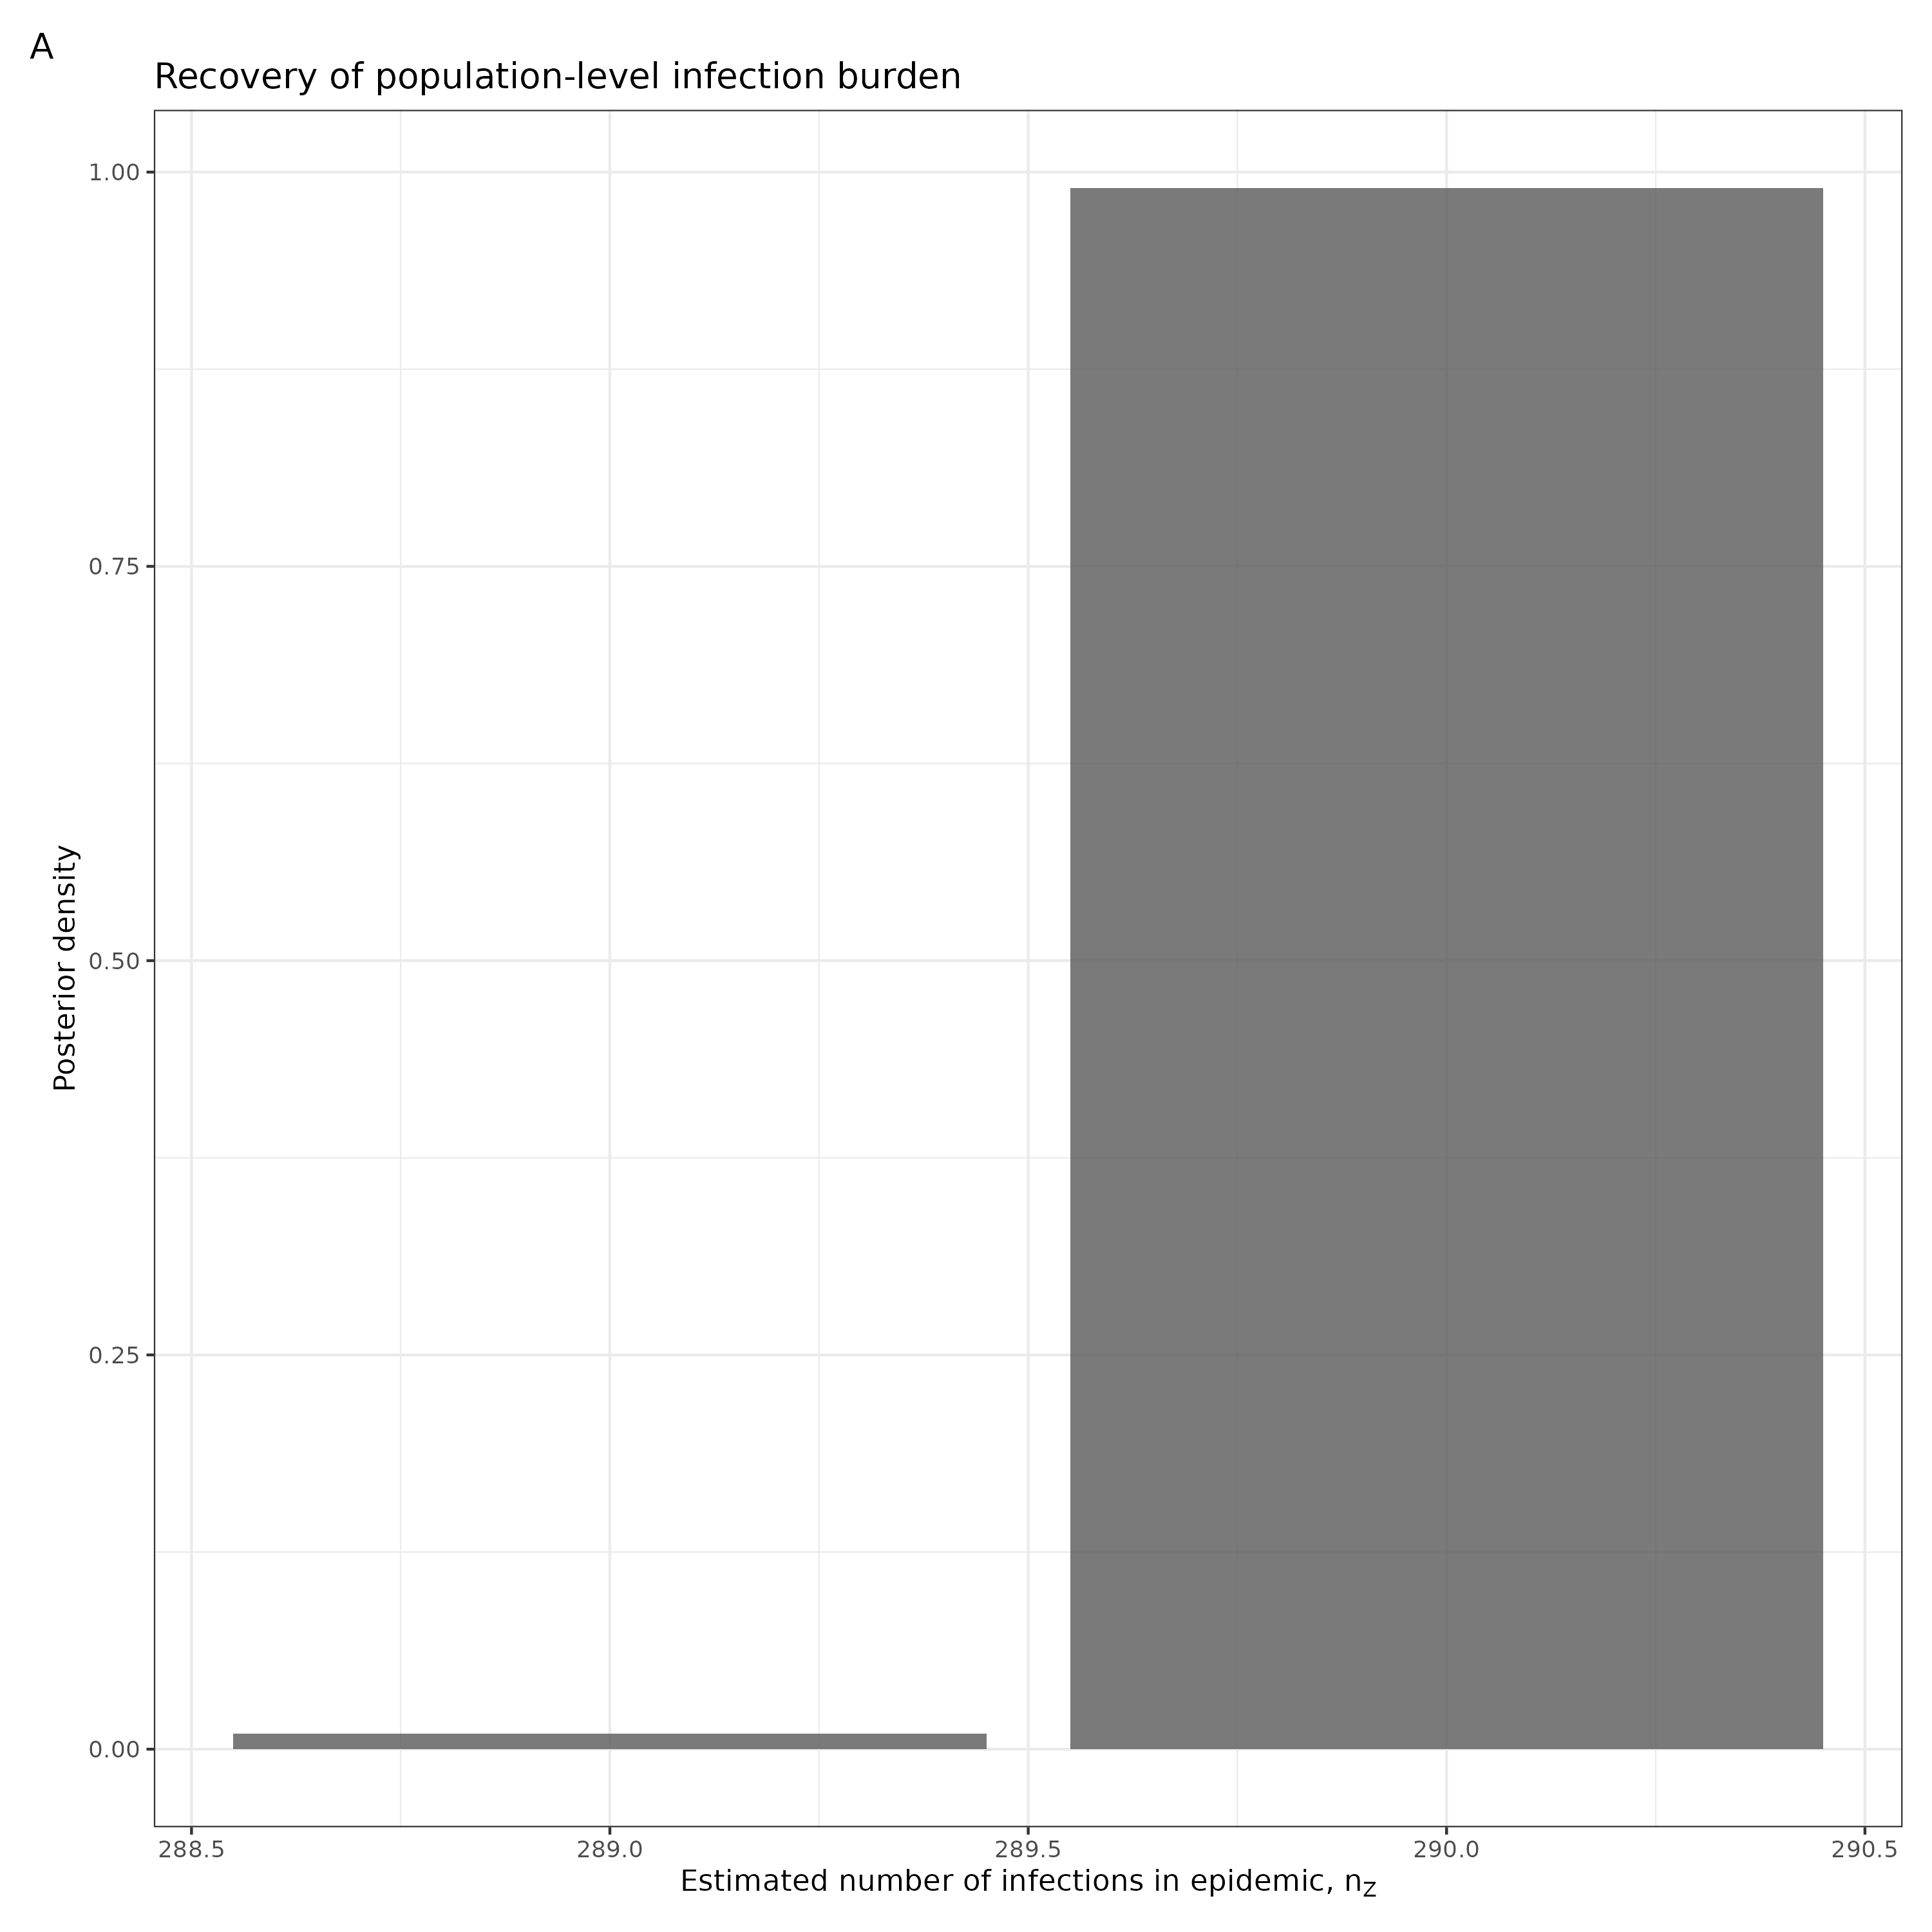 A
Recovery of population-level infection burden
1.00
0.75
0.50
0.25
0.00
Posterior density
288.5 289.0 289.5 290.0 290.5
Estimated number of infections in epidemic, nZ